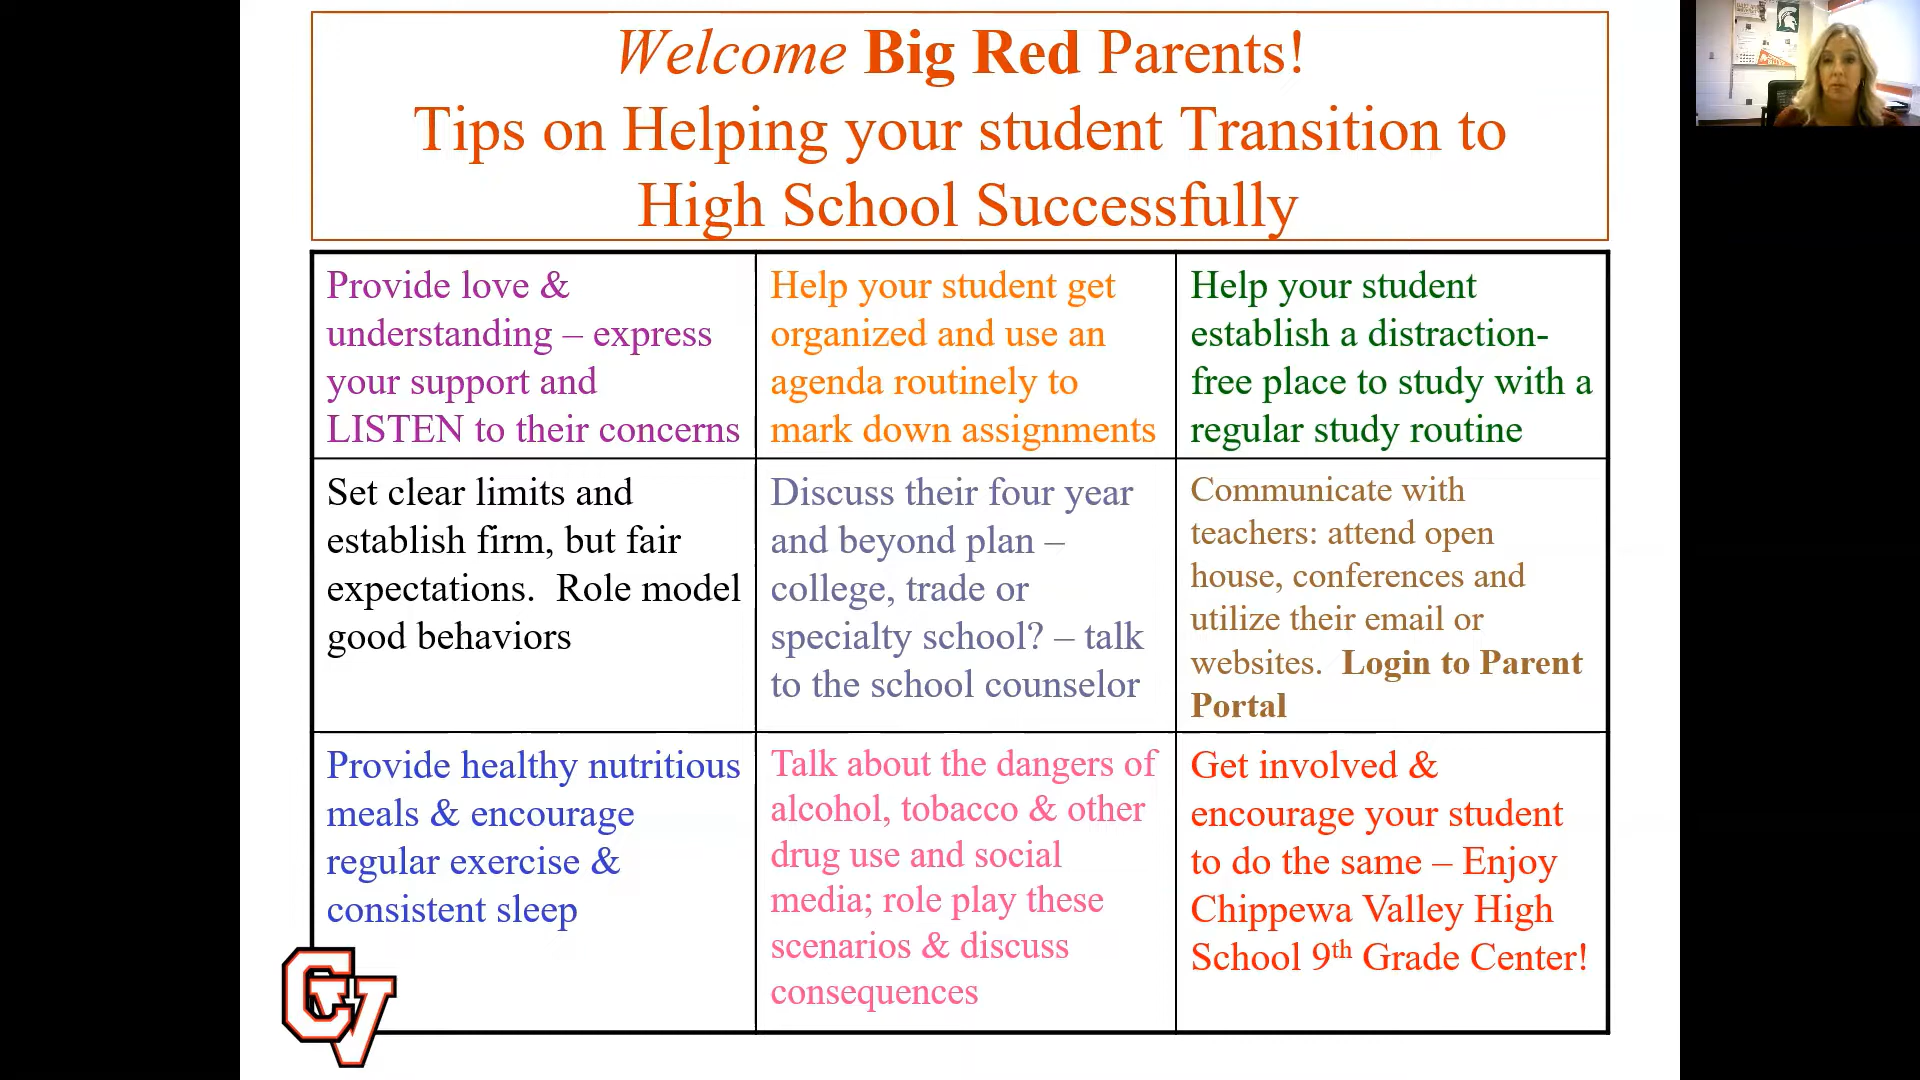 Welcome Big Red Parents!
Tips on Helping your student Transition to
High School Successfully
Provide love &
understanding – express
your support and
LISTEN to their concerns
Help your student get
organized and use an
agenda routinely to
mark down assignments
Help your student
establish a distraction-
free place to study with a
regular study routine
Set clear limits and
establish firm, but fair
expectations.  Role model
good behaviors
Discuss their four year
and beyond plan –
college, trade or
specialty school? – talk
to the school counselor
Communicate with
teachers: attend open
house, conferences and
utilize their email or
websites.  Login to Parent
Portal
Provide healthy nutritious
meals & encourage
regular exercise &
consistent sleep
Talk about the dangers of
alcohol, tobacco & other
drug use and social
media; role play these
scenarios & discuss
consequences
Get involved &
encourage your student
to do the same – Enjoy
Chippewa Valley High
School 9th Grade Center!
CV